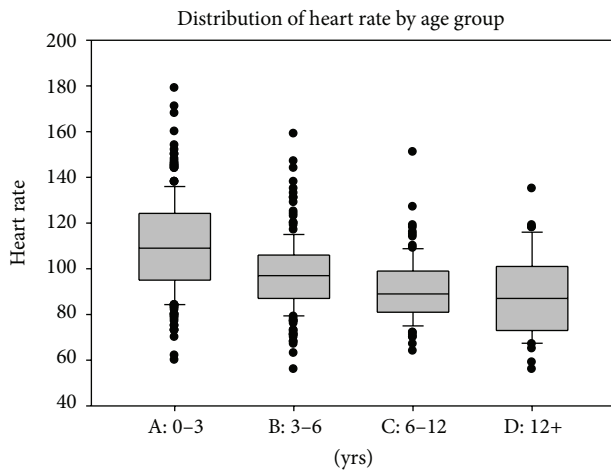 Distribution of heart rate by age group
200
180
160
140
120
100
80
60
40
Heart rate
A: 0–3 B: 3–6 C: 6–12 D: 12+
(yrs)